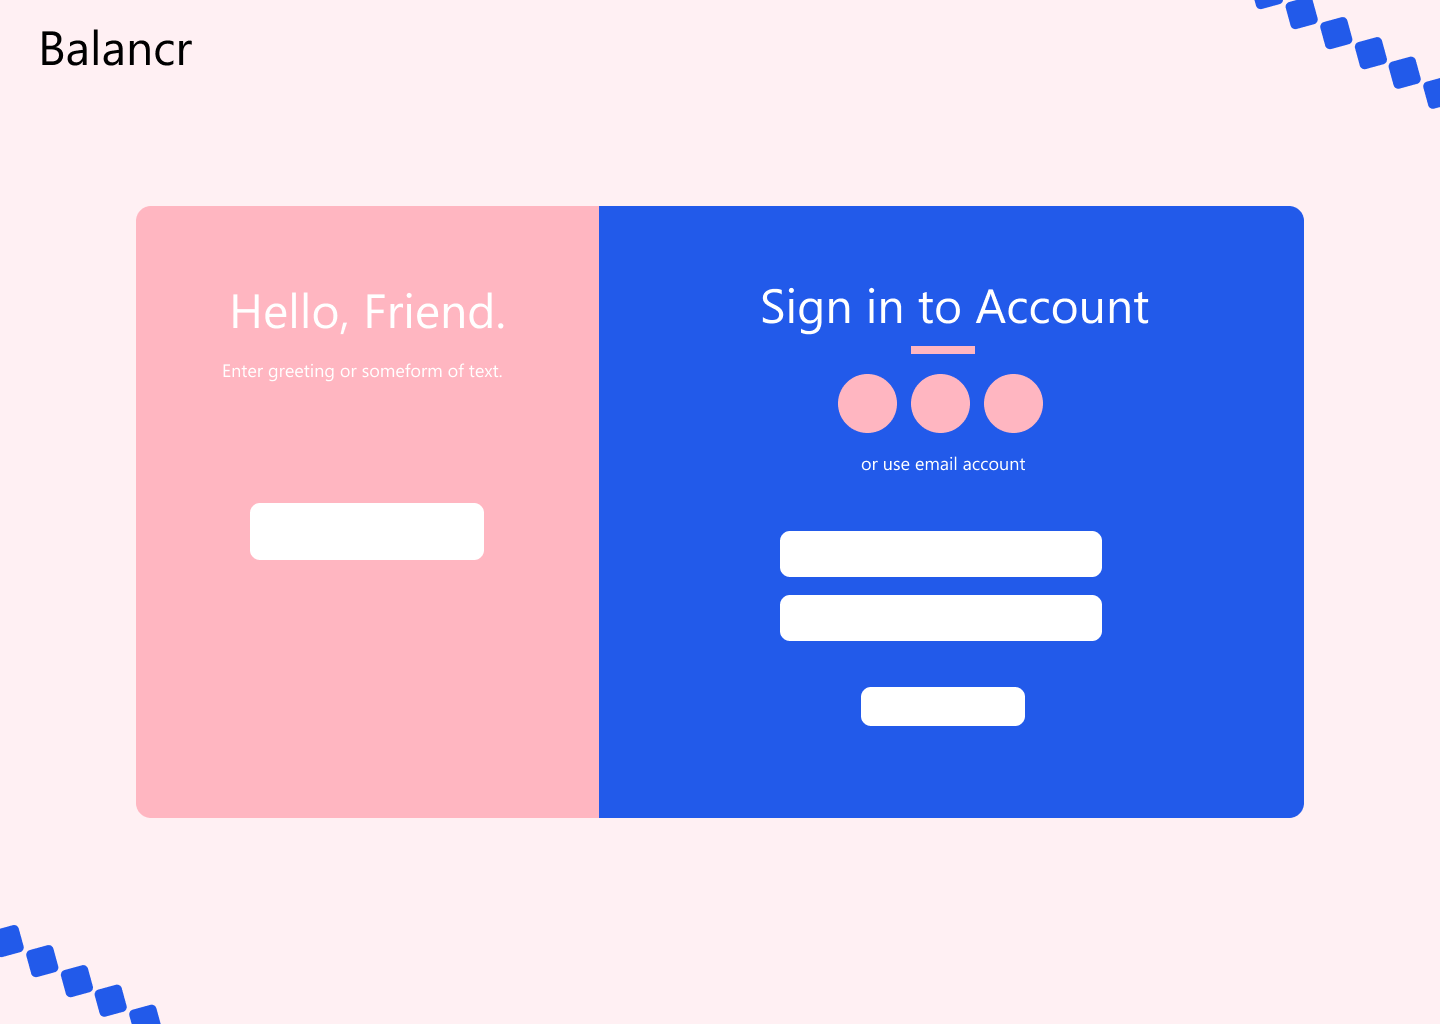 Balancr
Hello, Friend.
Enter greeting or someform of text.
Sign in to Account
or use email account